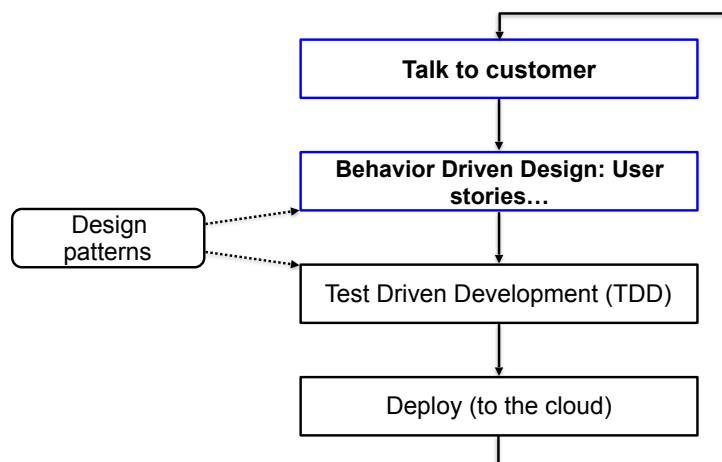 Talk to customer
Behavior Driven Design: User
stories…
Design
patterns
Test Driven Development (TDD)
Deploy (to the cloud)